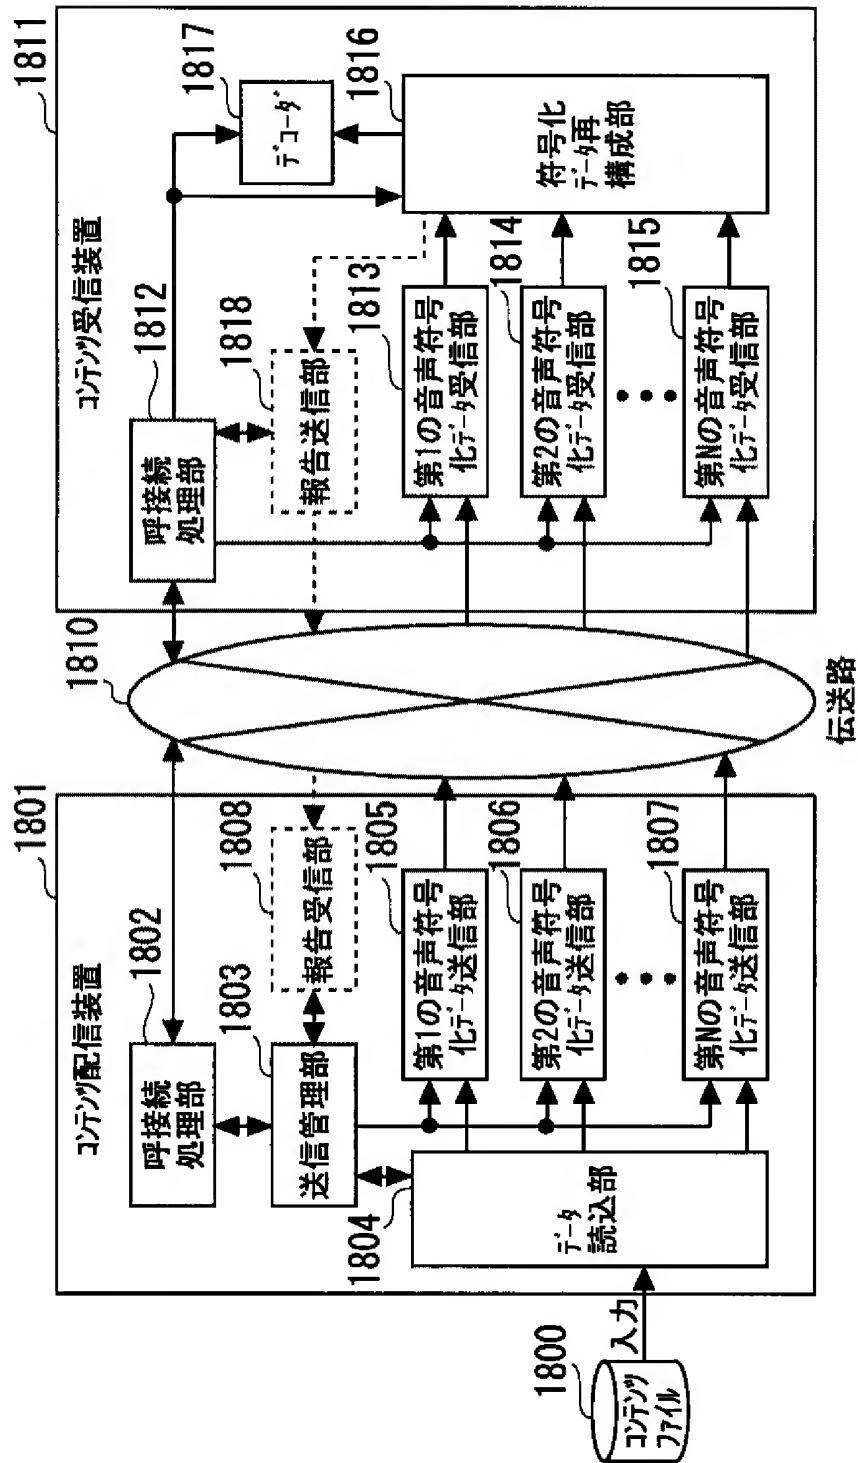 1801
コンテンツ配信装置
1802
呼接続
処理部
1803
送信管理部
1808
報告受信部
1804
データ
読込部
1800
コンテンツ
ファイル
入力
1805
第1の音声符号
化データ送信部
1806
第2の音声符号
化データ送信部
1807
第Nの音声符号
化データ送信部
1810
伝送路
1811
コンテンツ受信装置
1812
呼接続
処理部
1818
報告送信部
1813
第1の音声符号
化データ受信部
1814
第2の音声符号
化データ受信部
1815
第Nの音声符号
化データ受信部
1817
デコーダ
1816
符号化
データ再
構成部